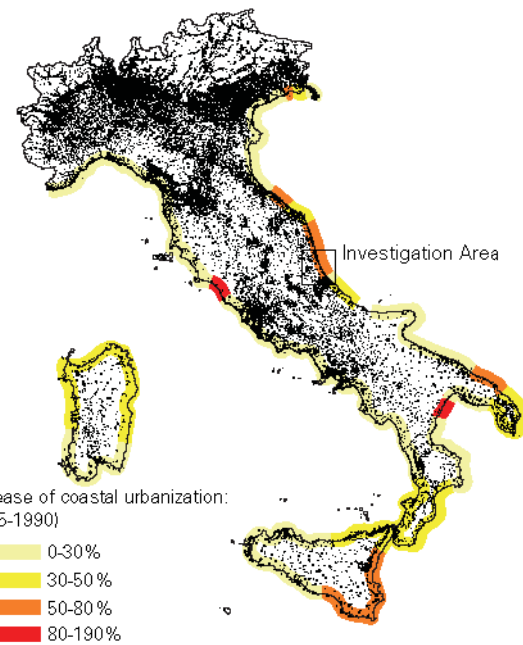 Investigation Area
ease of coastal urbanization:
5-1990)
0-30%
30-50%
50-80%
80-190%